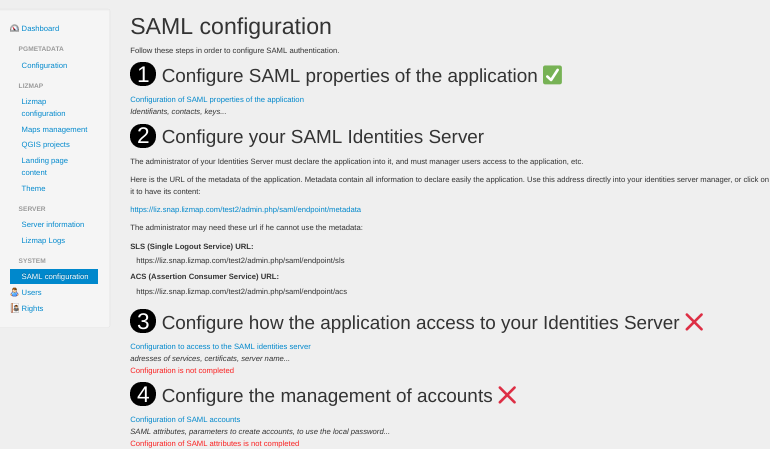 Dashboard
PGMETADATA
Configuration
LIZMAP
Lizmap
configuration
Maps management
QGIS projects
Landing page
content
Theme
SERVER
Server information
Lizmap Logs
SYSTEM
SAML configuration
Users
Rights
SAML configuration
Follow these steps in order to configure SAML authentication.
1 Configure SAML properties of the application
Configuration of SAML properties of the application
Identifiants, contacts, keys...
2 Configure your SAML Identities Server
The administrator of your Identities Server must declare the application into it, and must manager users access to the application, etc.
Here is the URL of the metadata of the application. Metadata contain all information to declare easily the application. Use this address directly into your identities server manager, or click on
it to have its content:
https://liz.snap.lizmap.com/test2/admin.php/saml/endpoint/metadata
The administrator may need these url if he cannot use the metadata:
SLS (Single Logout Service) URL:
https://liz.snap.lizmap.com/test2/admin.php/saml/endpoint/sls
ACS (Assertion Consumer Service) URL:
https://liz.snap.lizmap.com/test2/admin.php/saml/endpoint/acs
3 Configure how the application access to your Identities Server
Configuration to access to the SAML identities server
adresses of services, certificats, server name...
Configuration is not completed
4 Configure the management of accounts
Configuration of SAML accounts
SAML attributes, parameters to create accounts, to use the local password...
Configuration of SAML attributes is not completed